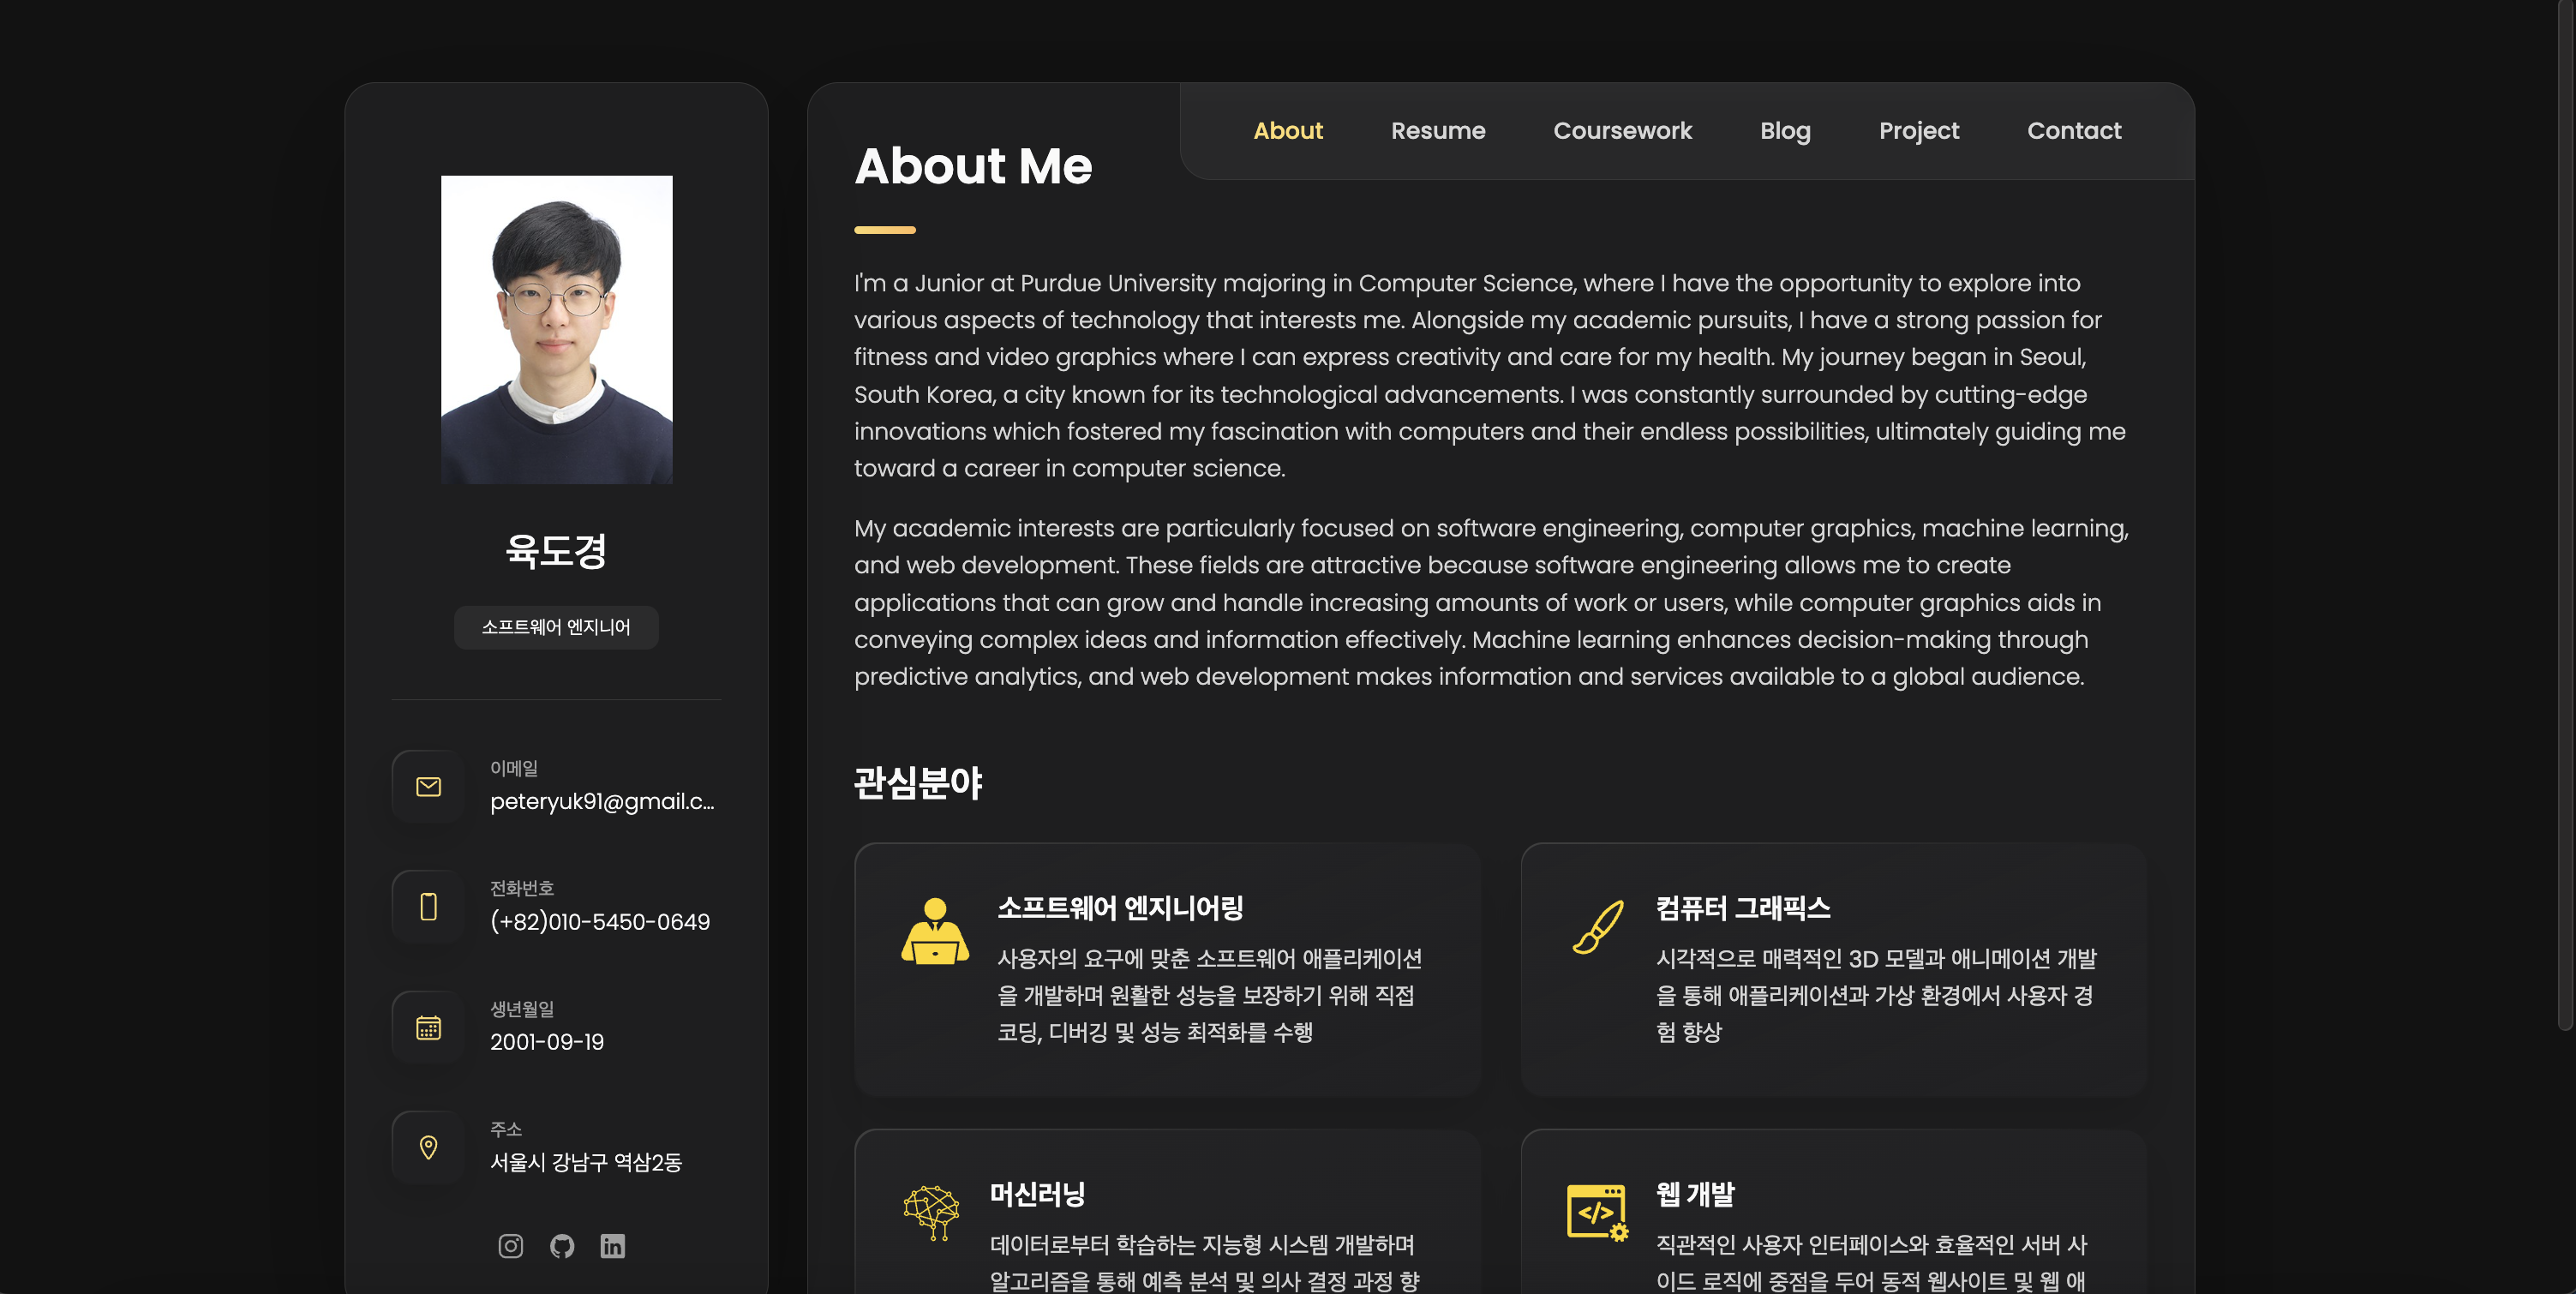 육도경
소프트웨어 엔지니어
이메일
peteryuk91@gmail.c...
전화번호
(+82)010-5450-0649
생년월일
2001-09-19
주소
서울시 강남구 역삼2동
About
Resume
Coursework
Blog
Project
Contact
About Me
I'm a Junior at Purdue University majoring in Computer Science, where I have the opportunity to explore into
various aspects of technology that interests me. Alongside my academic pursuits, I have a strong passion for
fitness and video graphics where I can express creativity and care for my health. My journey began in Seoul,
South Korea, a city known for its technological advancements. I was constantly surrounded by cutting-edge
innovations which fostered my fascination with computers and their endless possibilities, ultimately guiding me
toward a career in computer science.
My academic interests are particularly focused on software engineering, computer graphics, machine learning,
and web development. These fields are attractive because software engineering allows me to create
applications that can grow and handle increasing amounts of work or users, while computer graphics aids in
conveying complex ideas and information effectively. Machine learning enhances decision-making through
predictive analytics, and web development makes information and services available to a global audience.
관심분야
소프트웨어 엔지니어링
사용자의 요구에 맞춘 소프트웨어 애플리케이션
을 개발하며 원활한 성능을 보장하기 위해 직접
코딩, 디버깅 및 성능 최적화를 수행
컴퓨터 그래픽스
시각적으로 매력적인 3D 모델과 애니메이션 개발
을 통해 애플리케이션과 가상 환경에서 사용자 경
험 향상
머신러닝
데이터로부터 학습하는 지능형 시스템 개발하며
알고리즘을 통해 예측 분석 및 의사 결정 과정 향
웹 개발
직관적인 사용자 인터페이스와 효율적인 서버 사
이드 로직에 중점을 두어 동적 웹사이트 및 웹 애